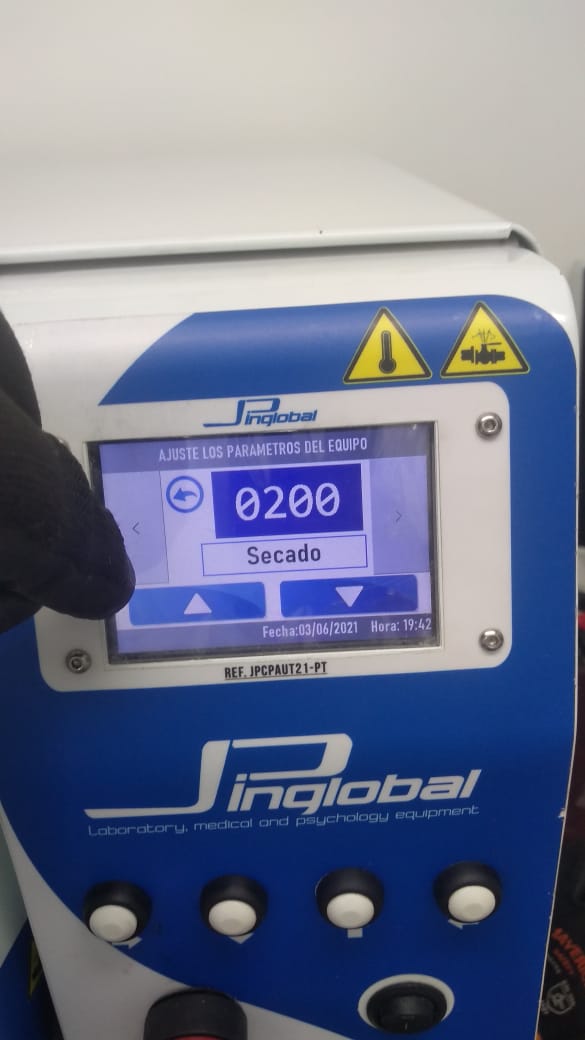 JPinglobal
AJUSTE LOS PARAMETROS DEL EQUIPO
<
0200
>
Secado
Fecha:03/06/2021 Hora: 19:42
REF. JPCPAUT21-PT
JPinglobal
Laboratory, medical and psychology equipment